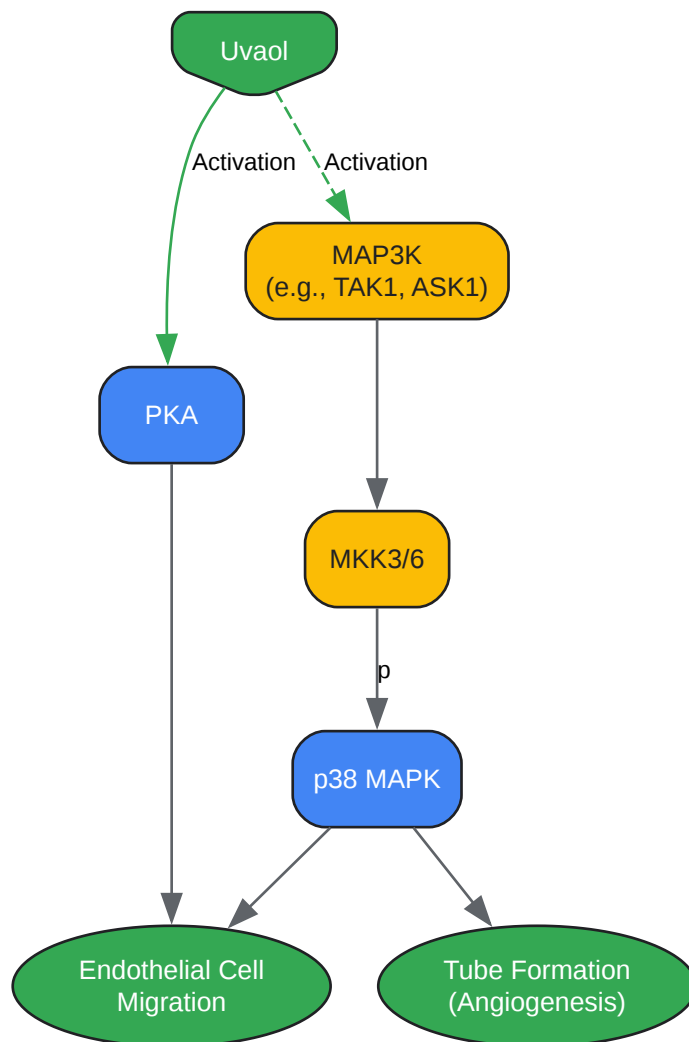 Uvaol
Activation
Activation
MAP3K
(e.g., TAK1, ASK1)
PKA
MKK3/6
p
p38 MAPK
Endothelial Cell
Migration
Tube Formation
(Angiogenesis)